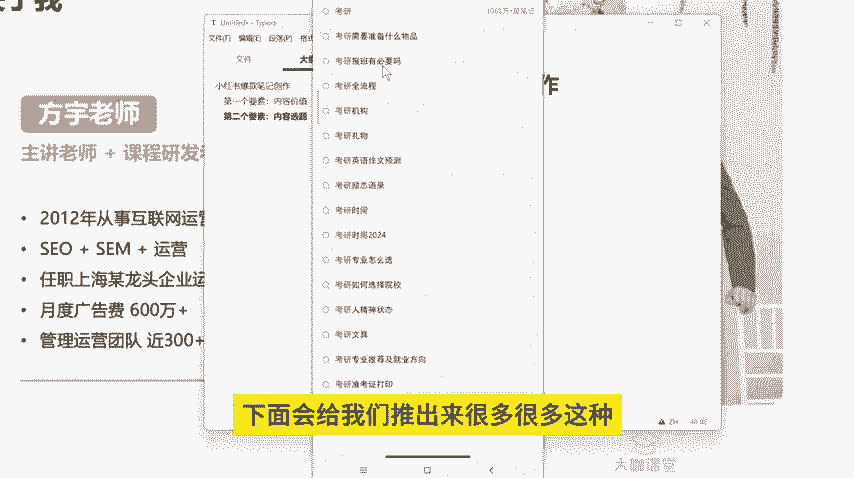 关于我
方宇老师
主讲老师 + 课程研发
• 2012年从事互联网运营
• SEO + SEM + 运营
• 任职上海某龙头企业运
• 月度广告费 600万+
• 管理运营团队 近300+
Untitled - Typora
文件(F) 编辑(E) 段落(P) 格式
文件 大纲
小红书爆款笔记创作
第一个要素：内容价值
第二个要素：内容选题
作
考研
考研需要准备什么物品
考研报班有必要吗
考研全流程
考研机构
考研礼物
考研英语作文预测
考研励志语录
考研时间
考研时间2024
考研专业怎么选
考研如何选择院校
考研人精神状态
考研文具
考研专业推荐及就业方向
考研准考证打印
下面会给我们推出来很多很多这种
大咖课堂